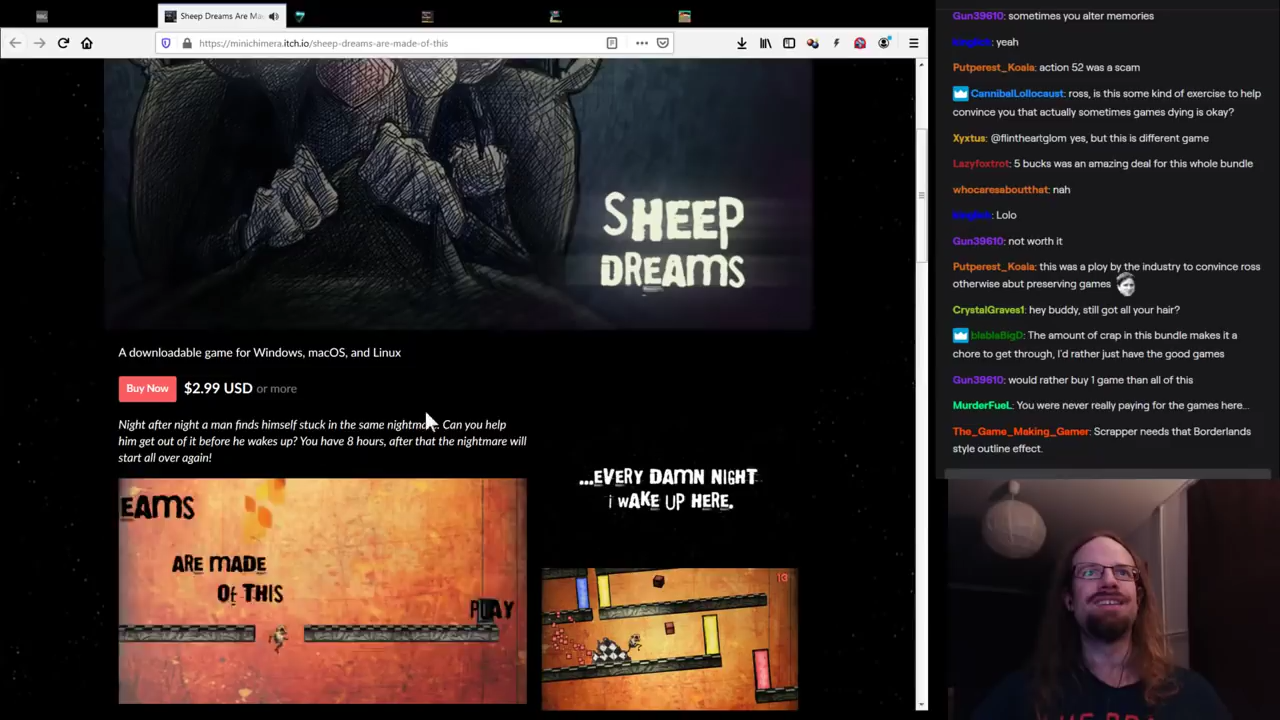 Sheep Dreams Are Ma
https://minichimera.itch.io/sheep-dreams-are-made-of-this
SHEEP
DREAMS
A downloadable game for Windows, macOS, and Linux
Buy Now $2.99 USD or more
Night after night a man finds himself stuck in the same nightmare. Can you help
him get out of it before he wakes up? You have 8 hours, after that the nightmare will
start all over again!
EAMS
ARE MADE
Of THIS
PLAY
...EVERY DAMN NIGHT
i WAKE UP HERE.
Gun39610: sometimes you alter memories
yeah
Putperest_Koala: action 52 was a scam
CannibalLollocaust: ross, is this some kind of exercise to help
convince you that actually sometimes games dying is okay?
Xyxtus: @flintheartglom yes, but this is different game
Lazyfoxtrot: 5 bucks was an amazing deal for this whole bundle
whocaresaboutthat: nah
Lolo
Gun39610: not worth it
Putperest_Koala: this was a ploy by the industry to convince ross
otherwise abut preserving games
CrystalGraves1: hey buddy, still got all your hair?
blablaBigD: The amount of crap in this bundle makes it a
chore to get through, I'd rather just have the good games
Gun39610: would rather buy 1 game than all of this
MurderFueL: You were never really paying for the games here...
The_Game_Making_Gamer: Scrapper needs that Borderlands
style outline effect.